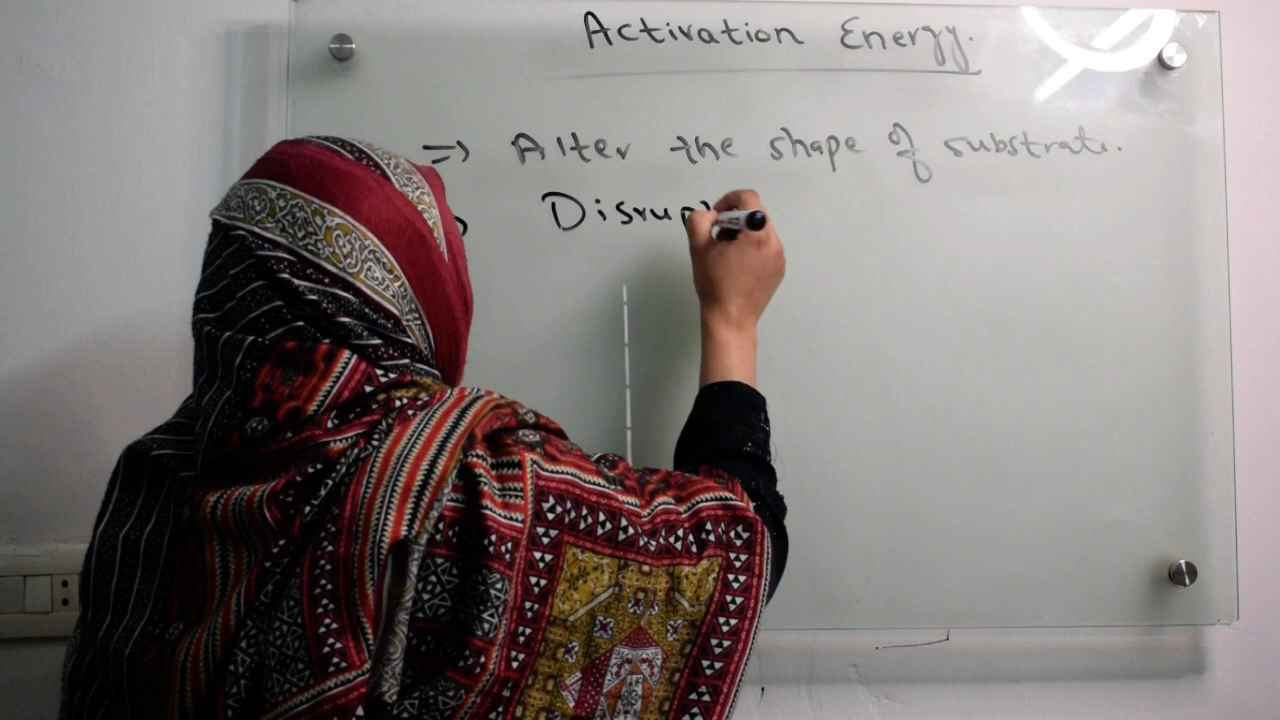 Activation Energy.
=> Alter the shape of substrate.
Disrup